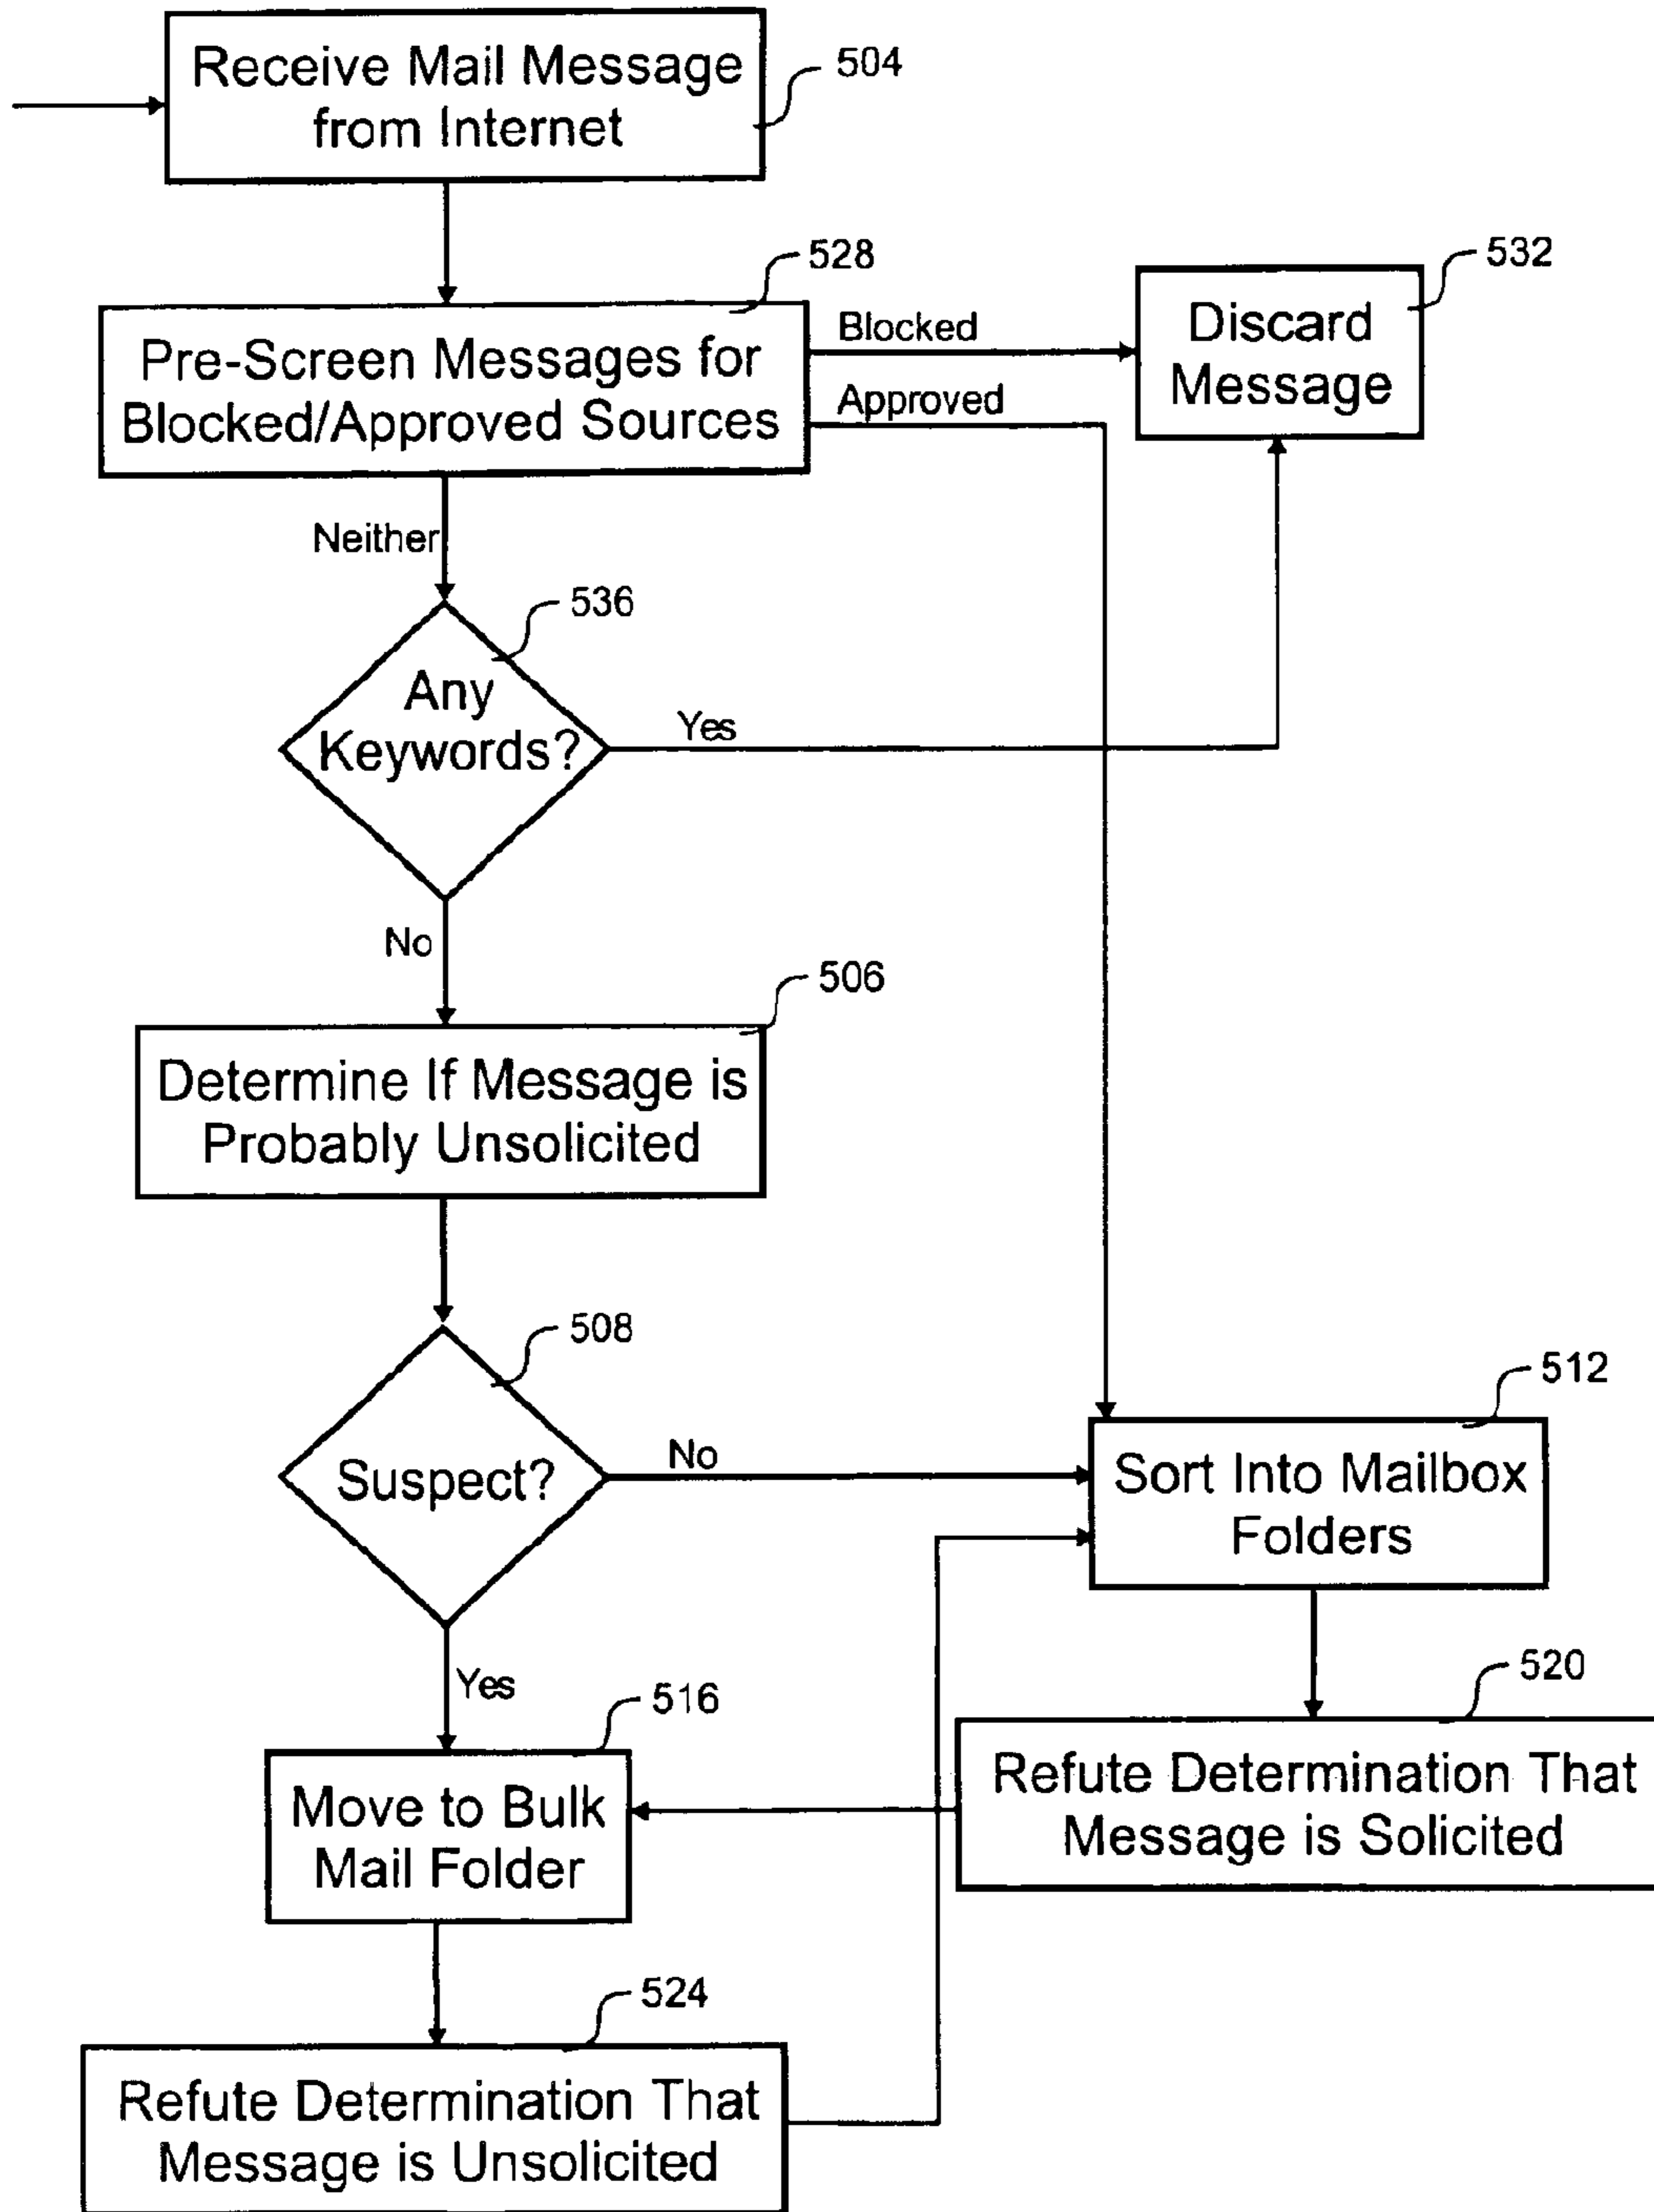 Receive Mail Message
from Internet
504
528
Pre-Screen Messages for
Blocked/Approved Sources
Blocked
Approved
532
Discard
Message
Neither
536
Any
Keywords?
Yes
No
506
Determine If Message is
Probably Unsolicited
508
Suspect?
No
512
Sort Into Mailbox
Folders
Yes
516
Move to Bulk
Mail Folder
520
Refute Determination That
Message is Solicited
524
Refute Determination That
Message is Unsolicited